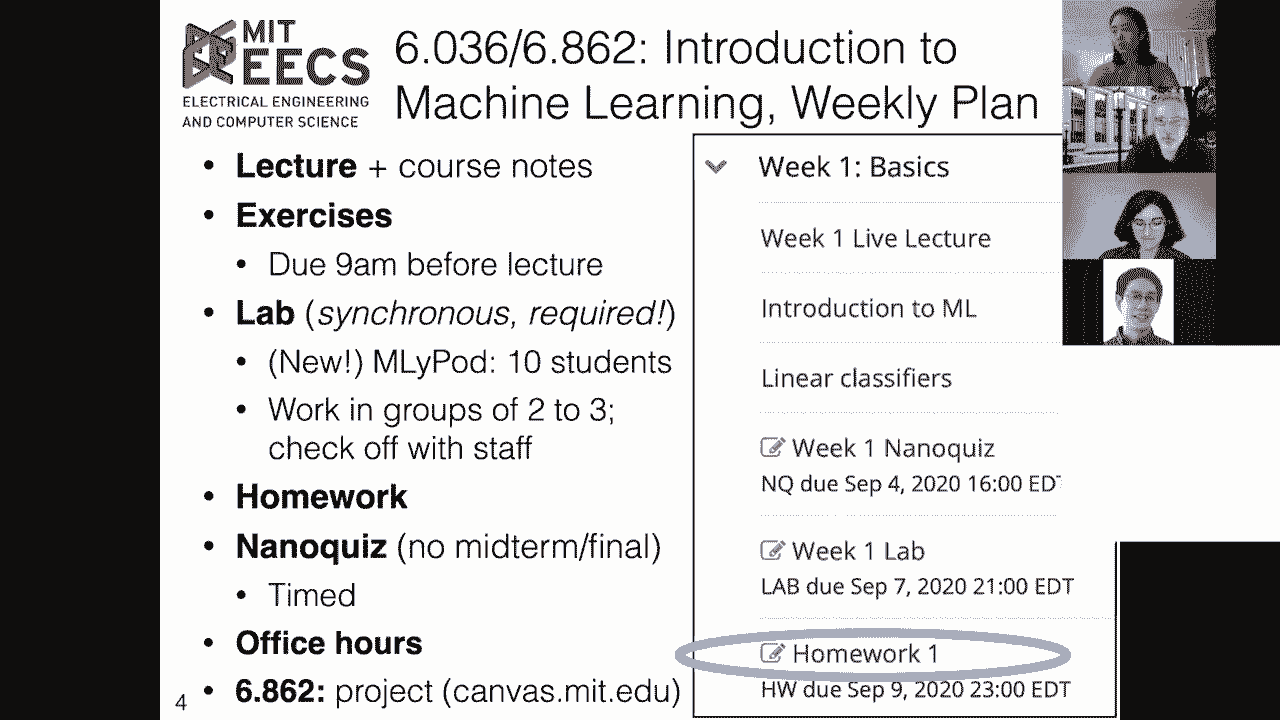 MIT
EECS
ELECTRICAL ENGINEERING
AND COMPUTER SCIENCE
6.036/6.862: Introduction to
Machine Learning, Weekly Plan
• Lecture + course notes
• Exercises
• Due 9am before lecture
• Lab (synchronous, required!)
• (New!) MLyPod: 10 students
• Work in groups of 2 to 3;
check off with staff
• Homework
• Nanoquiz (no midterm/final)
• Timed
• Office hours
• 6.862: project (canvas.mit.edu)
4
Week 1: Basics
Week 1 Live Lecture
Introduction to ML
Linear classifiers
Week 1 Nanoquiz
NQ due Sep 4, 2020 16:00 EDT
Week 1 Lab
LAB due Sep 7, 2020 21:00 EDT
Homework 1
HW due Sep 9, 2020 23:00 EDT